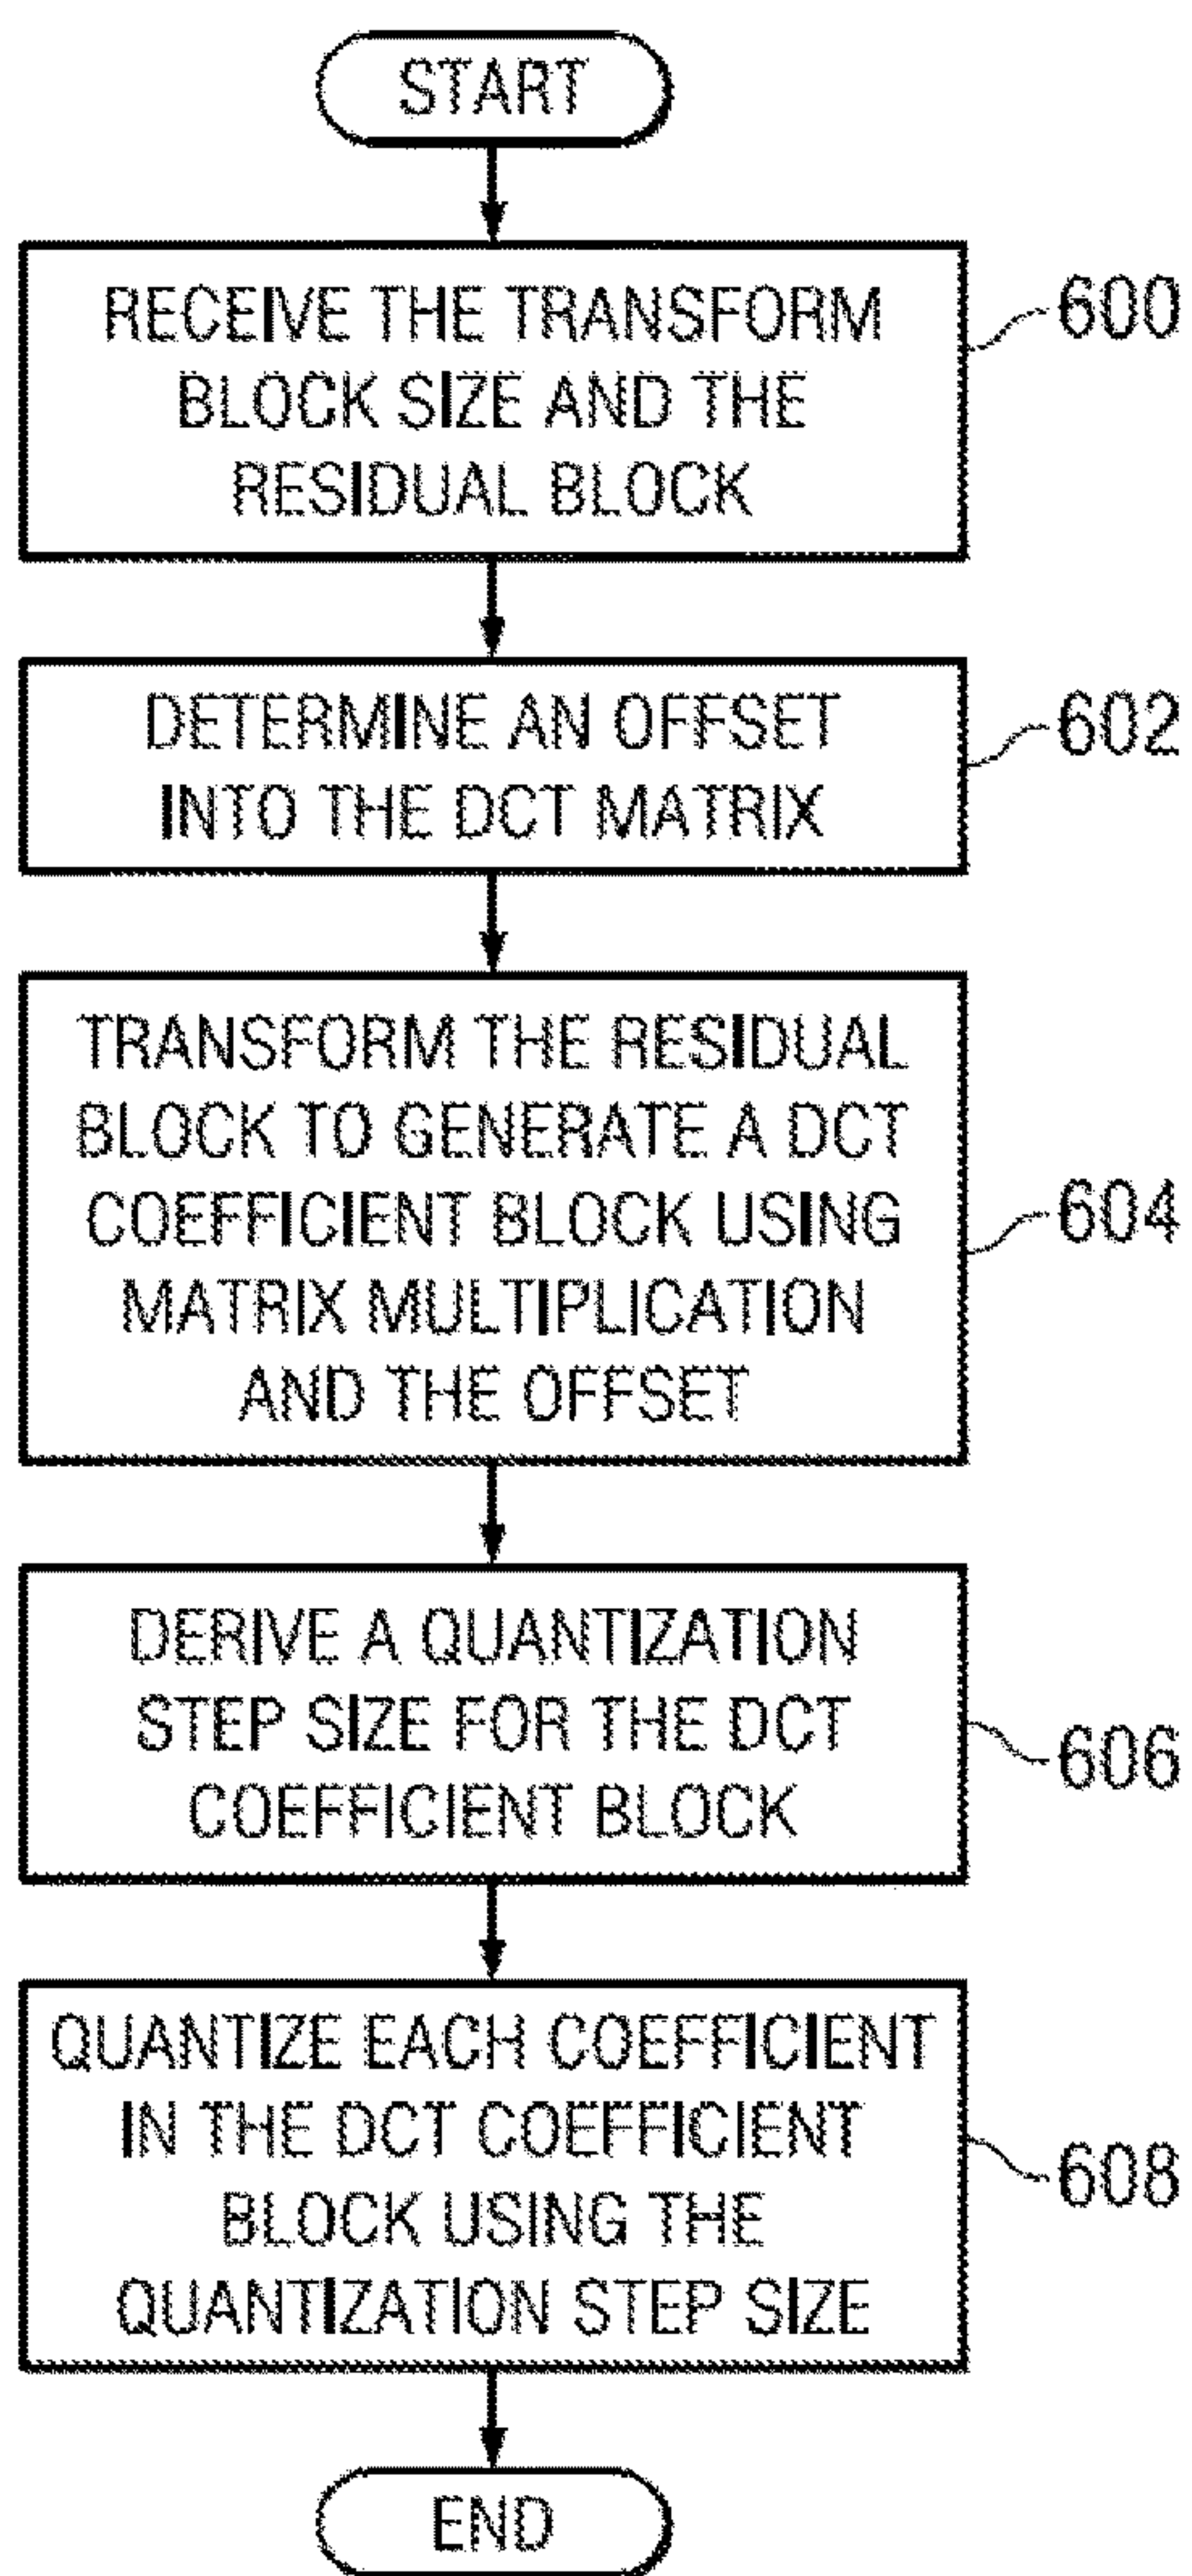 START
RECEIVE THE TRANSFORM
BLOCK SIZE AND THE
RESIDUAL BLOCK
600
DETERMINE AN OFFSET
INTO THE DCT MATRIX
602
TRANSFORM THE RESIDUAL
BLOCK TO GENERATE A DCT
COEFFICIENT BLOCK USING
MATRIX MULTIPLICATION
AND THE OFFSET
604
DERIVE A QUANTIZATION
STEP SIZE FOR THE DCT
COEFFICIENT BLOCK
606
QUANTIZE EACH COEFFICIENT
IN THE DCT COEFFICIENT
BLOCK USING THE
QUANTIZATION STEP SIZE
608
END